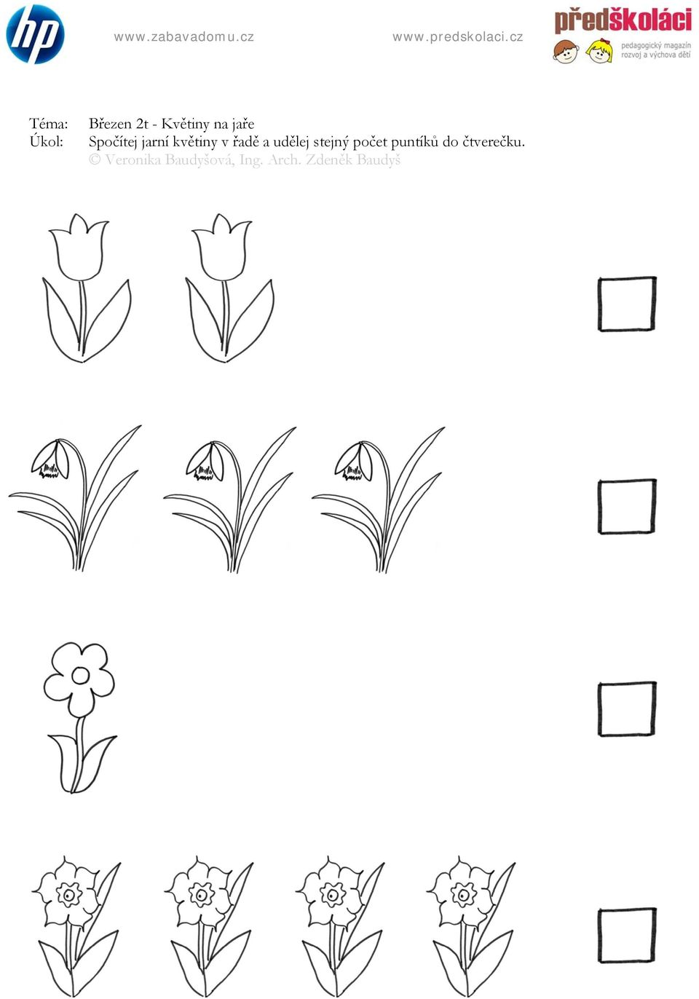 hp
www.zabavadomu.cz www.predskolaci.cz
předškoláci
pedagogický magazín
rozvoj a výchova dětí
Téma: Březen 2t - Květiny na jaře
Úkol: Spočítej jarní květiny v řadě a udělej stejný počet puntíků do čtverečku.
© Veronika Baudyšová, Ing. Arch. Zdeněk Baudyš